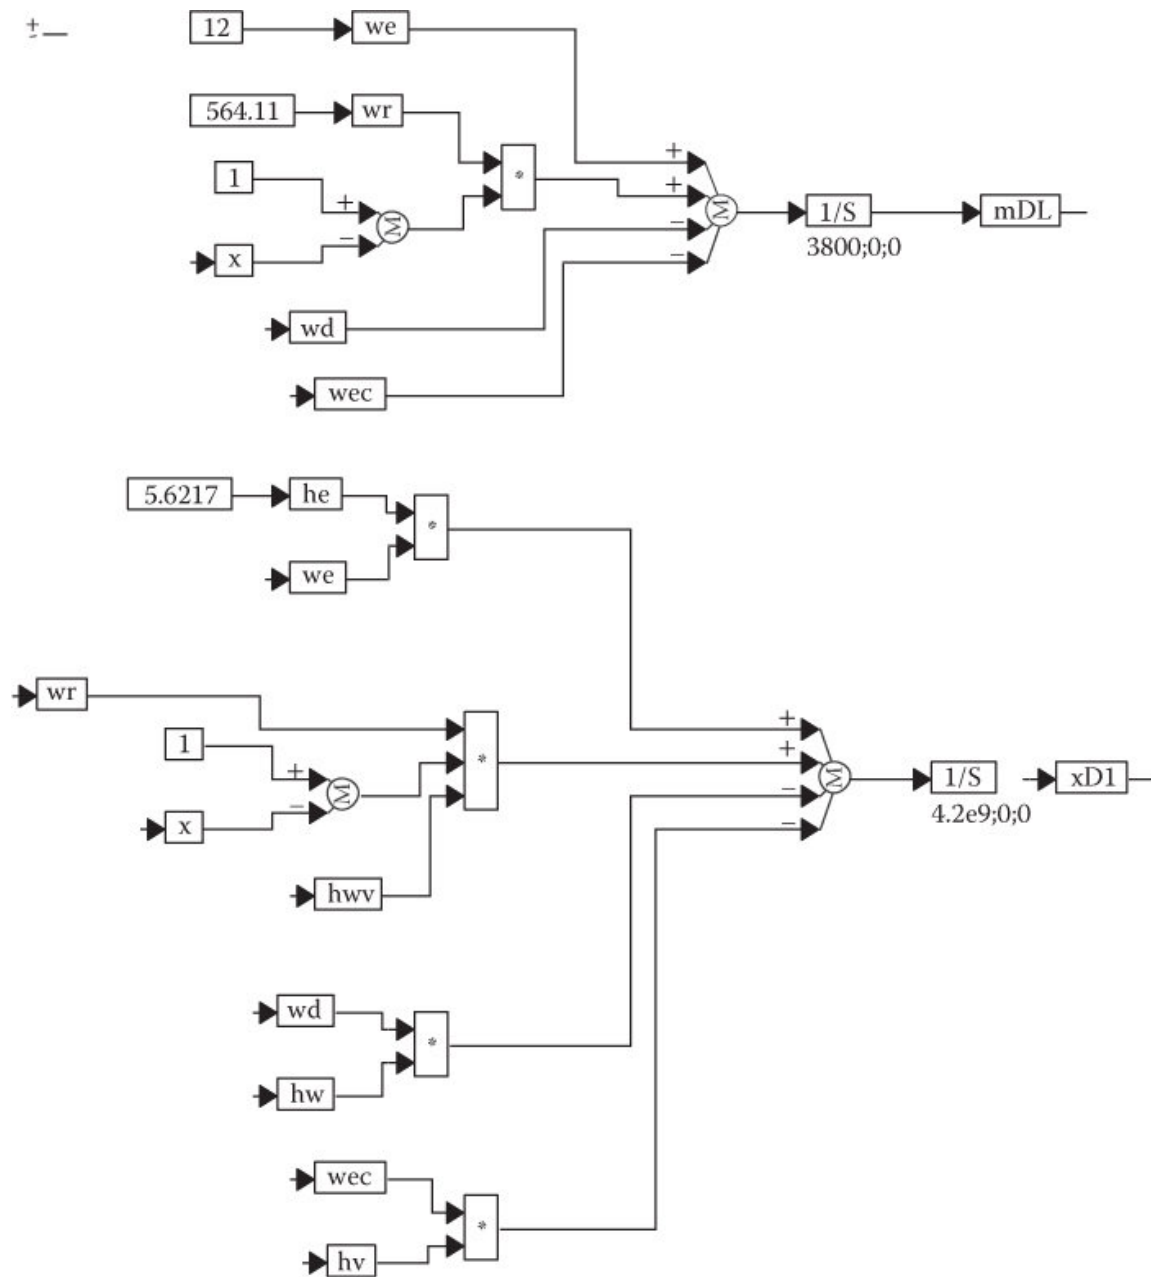 +
- —
12 we
564.11 wr
*
1
+
M
−
x
wd
wec
+
+
−
−
M
1/S
3800;0;0
mDL
5.6217 he
*
we
wr
1
+
M
−
x
*
hwv
+
+
−
−
M
1/S
4.2e9;0;0
xD1
wd
*
hw
wec
*
hv